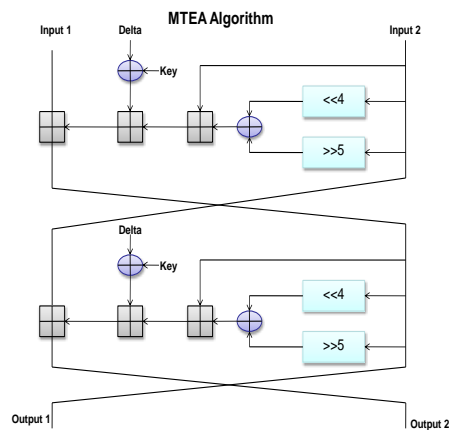 MTEA Algorithm
Input 1
Delta
Input 2
Key
<<4
>>5
Delta
Key
<<4
>>5
Output 1
Output 2